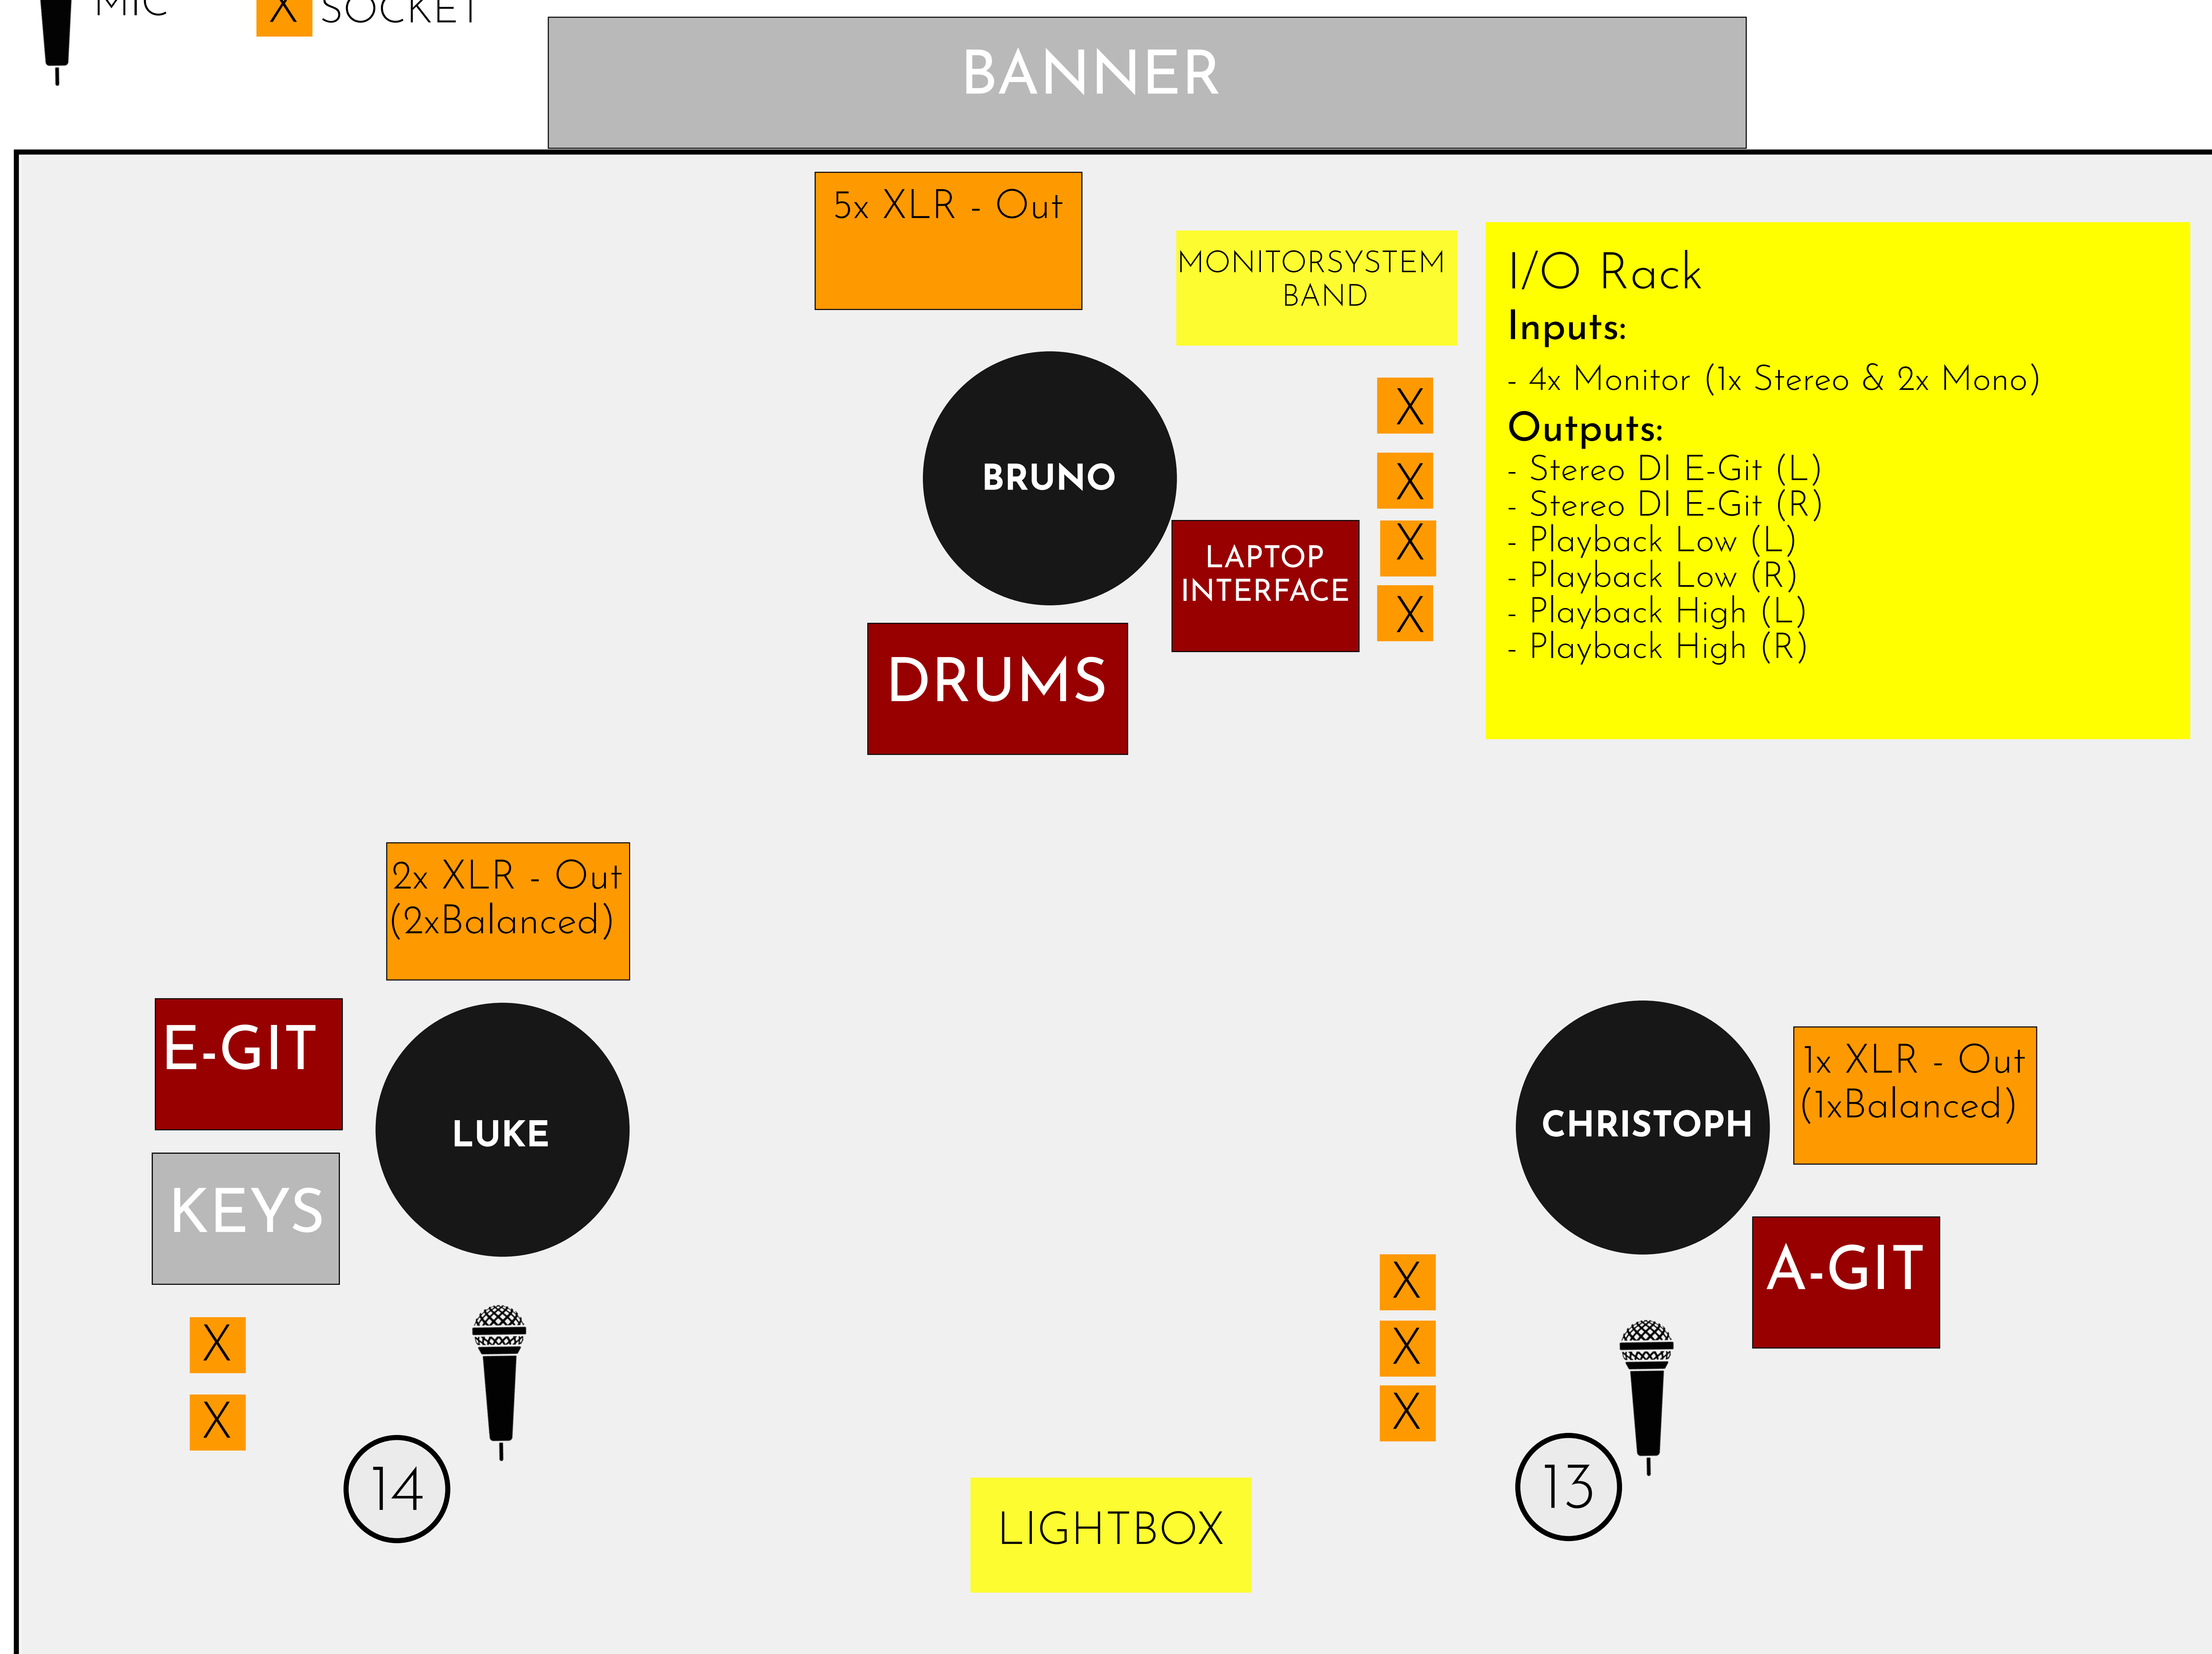 MIC
X SOCKET
BANNER
5x XLR - Out
MONITORSYSTEM
BAND
I/O Rack
Inputs:
- 4x Monitor (1x Stereo & 2x Mono)
Outputs:
- Stereo DI E-Git (L)
- Stereo DI E-Git (R)
- Playback Low (L)
- Playback Low (R)
- Playback High (L)
- Playback High (R)
X
X
X
X
BRUNO
LAPTOP
INTERFACE
DRUMS
2x XLR - Out
(2xBalanced)
E-GIT
LUKE
KEYS
X
X
14
CHRISTOPH
1x XLR - Out
(1xBalanced)
A-GIT
X
X
X
13
LIGHTBOX